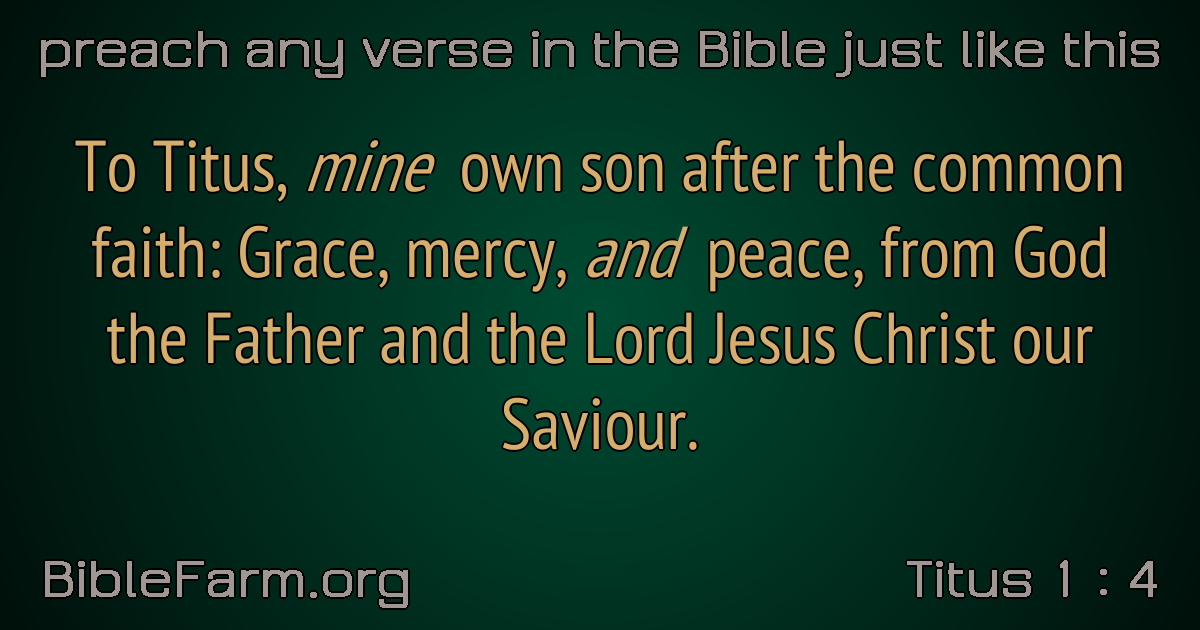 preach any verse in the Bible just like this
To Titus, mine own son after the common
faith: Grace, mercy, and peace, from God
the Father and the Lord Jesus Christ our
Saviour.
BibleFarm.org
Titus 1 : 4